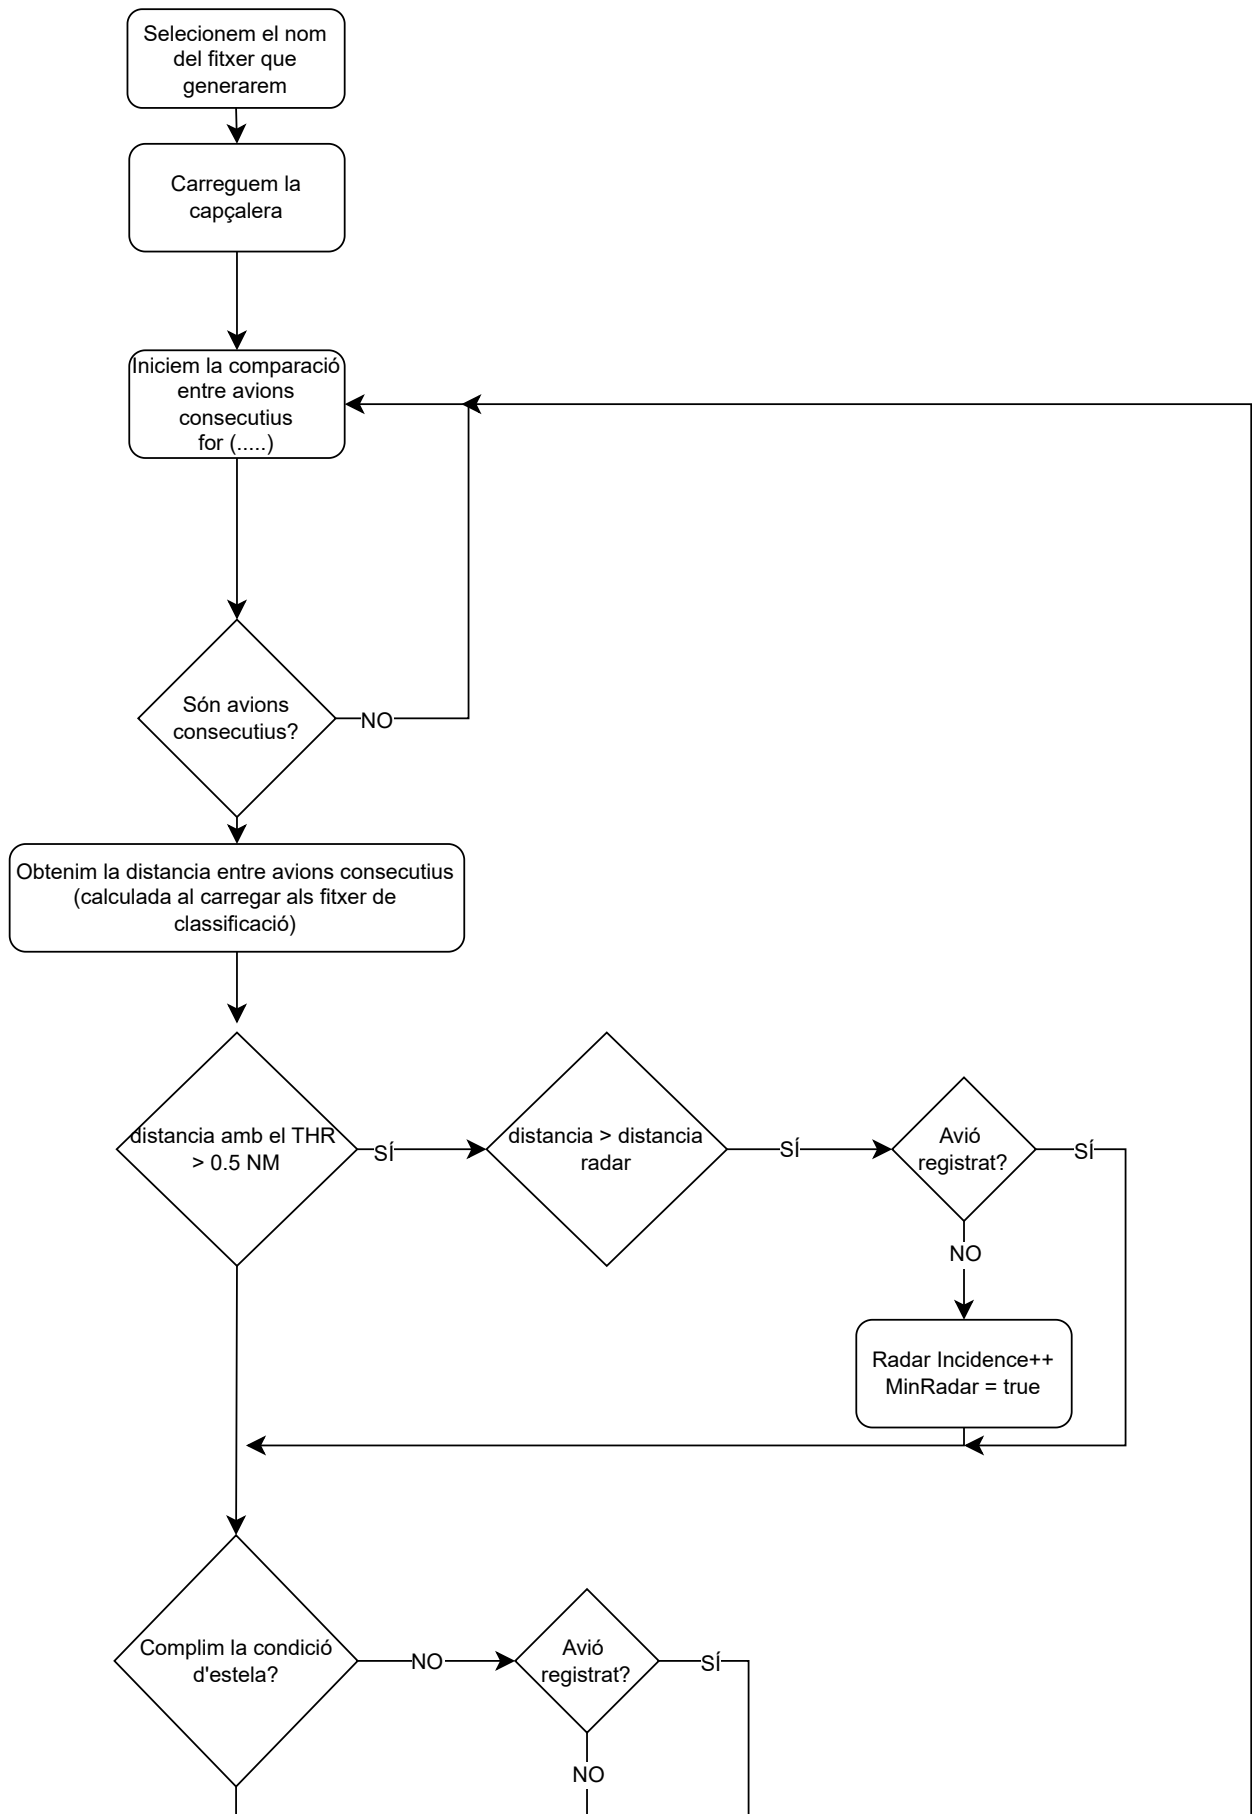 Selecionem el nom
del fitxer que
generarem
Carreguem la
capçalera
Iniciem la comparació
entre avions
consecutius
for (.....)
Són avions
consecutius?
NO
Obtenim la distancia entre avions consecutius
(calculada al carregar als fitxer de
classificació)
distancia amb el THR
> 0.5 NM
SÍ
distancia > distancia
radar
SÍ
Avió
registrat?
SÍ
NO
Radar Incidence++
MinRadar = true
Complim la condició
d'estela?
NO
Avió
registrat?
SÍ
NO